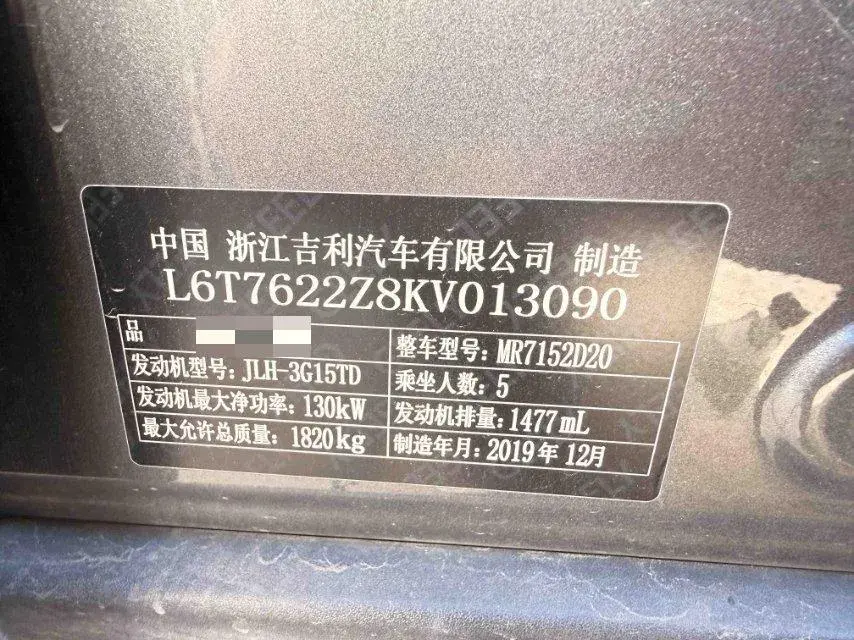 中国 浙江吉利汽车有限公司 制造
L6T7622Z8KV013090
品
整车型号: MR7152D20
发动机型号: JLH-3G15TD
乘坐人数: 5
发动机最大净功率: 130kW
发动机排量: 1477mL
最大允许总质量: 1820kg
制造年月: 2019年12月